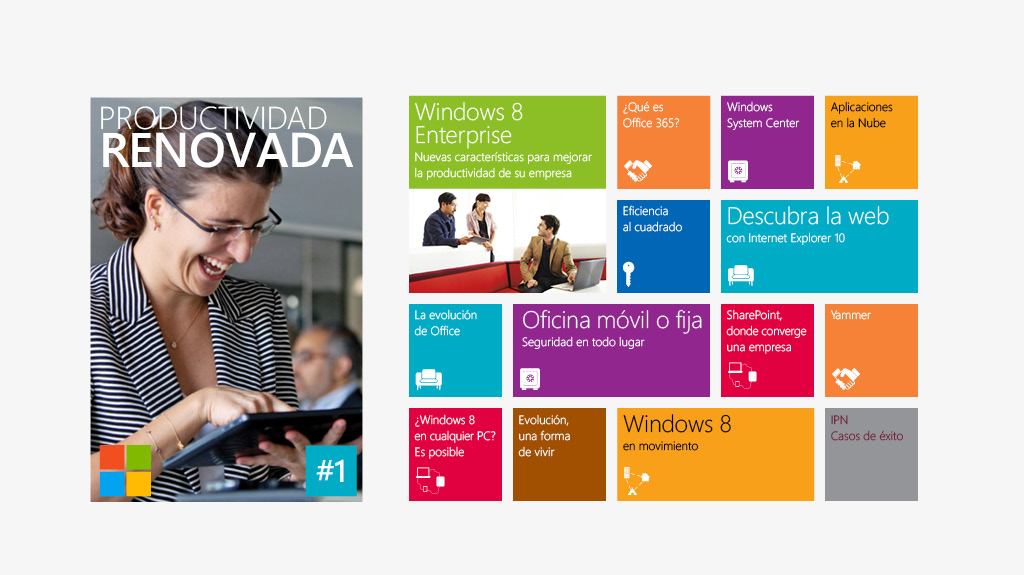 PRODUCTIVIDAD
RENOVADA
#1
Windows 8
Enterprise
Nuevas características para mejorar
la productividad de su empresa
¿Qué es
Office 365?
Windows
System Center
Aplicaciones
en la Nube
Eficiencia
al cuadrado
Descubra la web
con Internet Explorer 10
La evolución
de Office
Oficina móvil o fija
Seguridad en todo lugar
SharePoint,
donde converge
una empresa
Yammer
¿Windows 8
en cualquier PC?
Es posible
Evolución,
una forma
de vivir
Windows 8
en movimiento
IPN
Casos de éxito